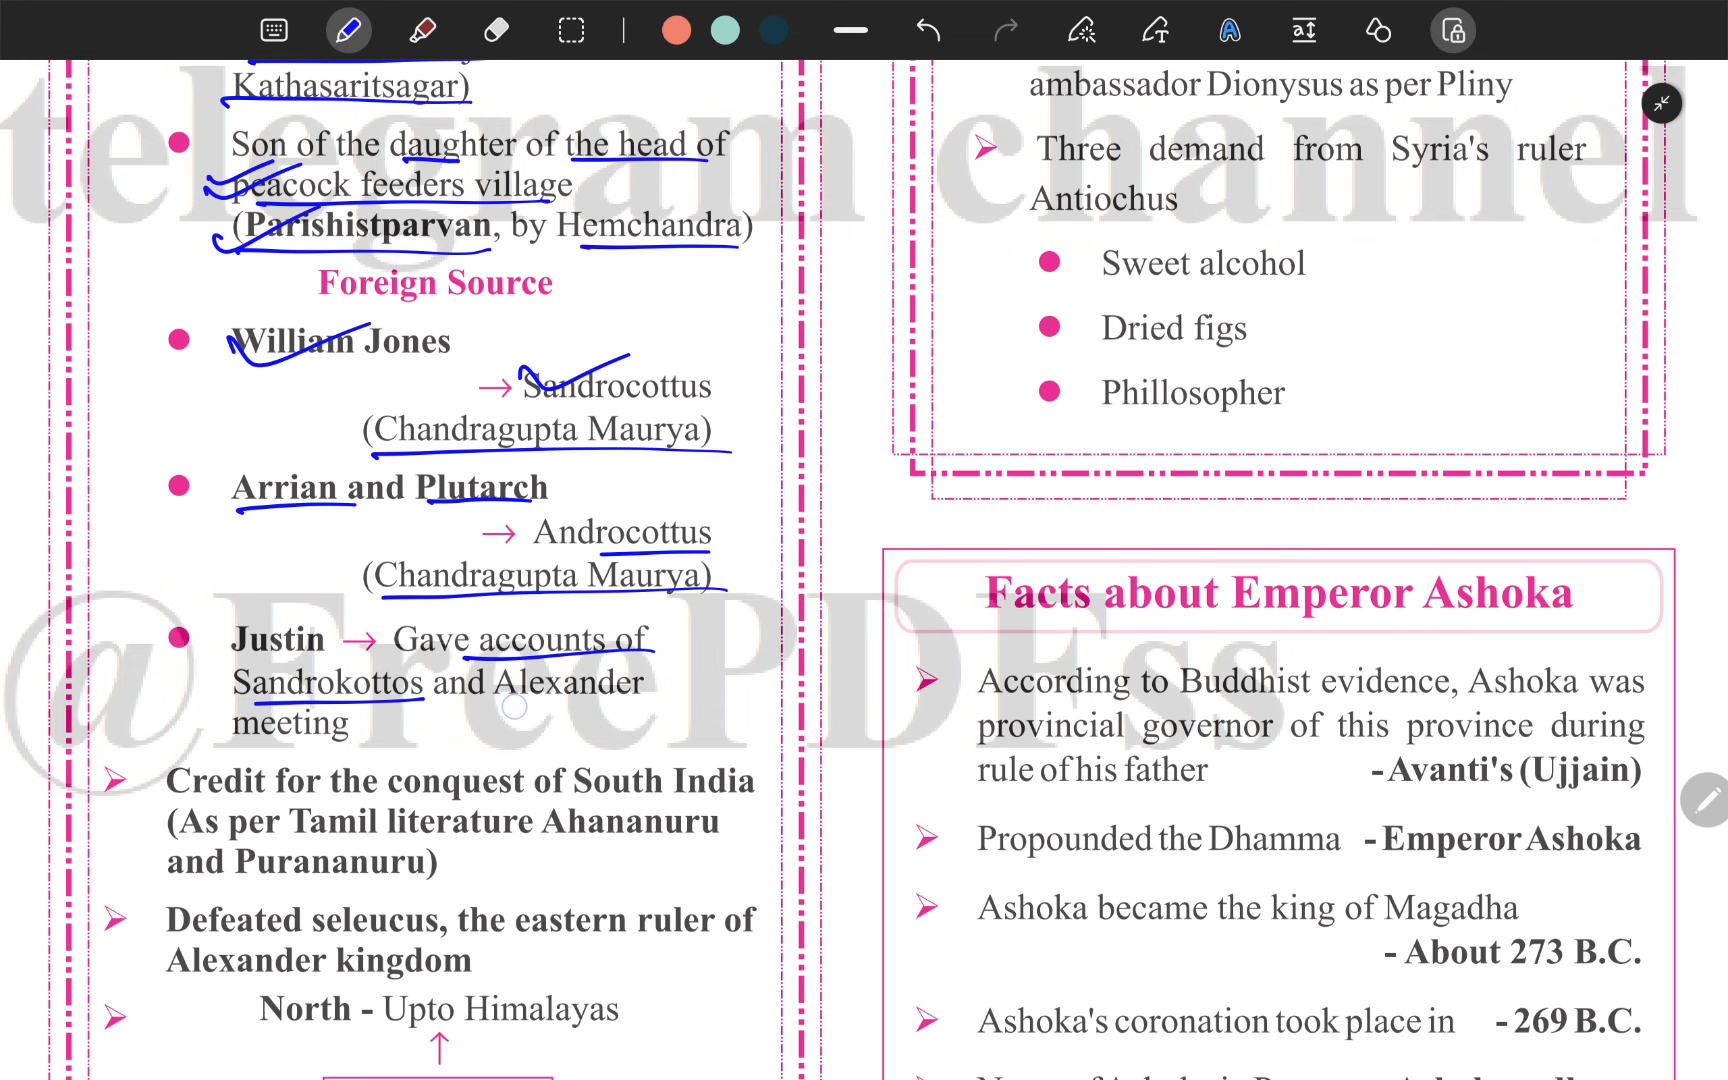 Kathasaritsagar)
Son of the daughter of the head of
peacock feeders village
(Parishistparvan, by Hemchandra)
Foreign Source
William Jones
→ Sandrocottus
(Chandragupta Maurya)
Arrian and Plutarch
→ Androcottus
(Chandragupta Maurya)
Justin → Gave accounts of
Sandrokottos and Alexander
meeting
Credit for the conquest of South India
(As per Tamil literature Ahananuru
and Purananuru)
Defeated seleucus, the eastern ruler of
Alexander kingdom
North - Upto Himalayas
ambassador Dionysus as per Pliny
Three demand from Syria's ruler
Antiochus
Sweet alcohol
Dried figs
Phillosopher
Facts about Emperor Ashoka
According to Buddhist evidence, Ashoka was
provincial governor of this province during
rule of his father - Avanti's (Ujjain)
Propounded the Dhamma - Emperor Ashoka
Ashoka became the king of Magadha
- About 273 B.C.
Ashoka's coronation took place in - 269 B.C.
telegram channel
@FreePDFss